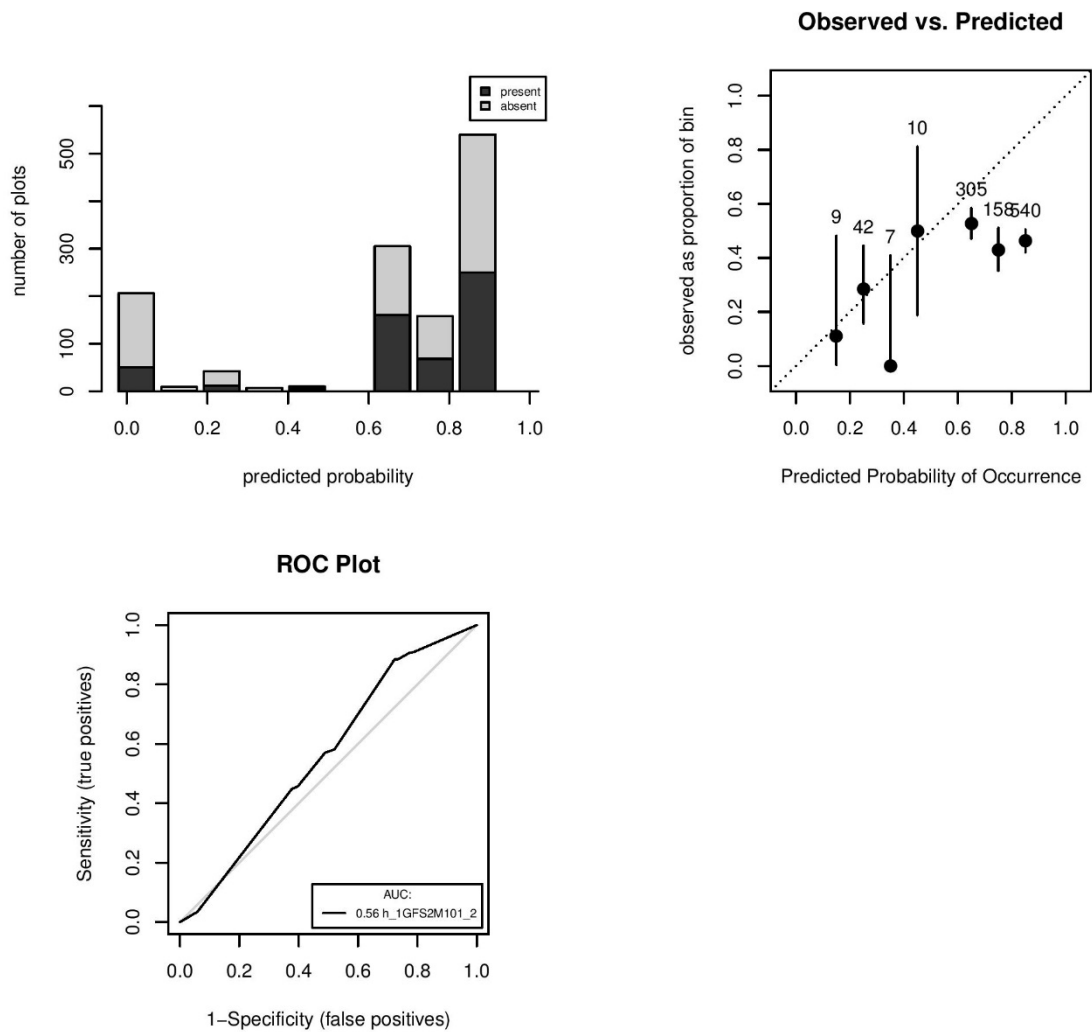 present
absent
number of plots
500
300
100
0
0.0 0.2 0.4 0.6 0.8 1.0
predicted probability
Observed vs. Predicted
observed as proportion of bin
1.0
0.8
0.6
0.4
0.2
0.0
9
42
7
10
305
158
540
0.0 0.2 0.4 0.6 0.8 1.0
Predicted Probability of Occurrence
ROC Plot
Sensitivity (true positives)
1.0
0.8
0.6
0.4
0.2
0.0
AUC:
0.56 h_1GFS2M101_2
0.0 0.2 0.4 0.6 0.8 1.0
1−Specificity (false positives)